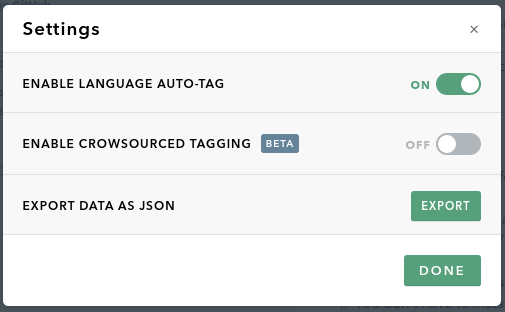 Settings
×
ENABLE LANGUAGE AUTO-TAG
ON
ENABLE CROWSOURCED TAGGING BETA
OFF
EXPORT DATA AS JSON
EXPORT
DONE